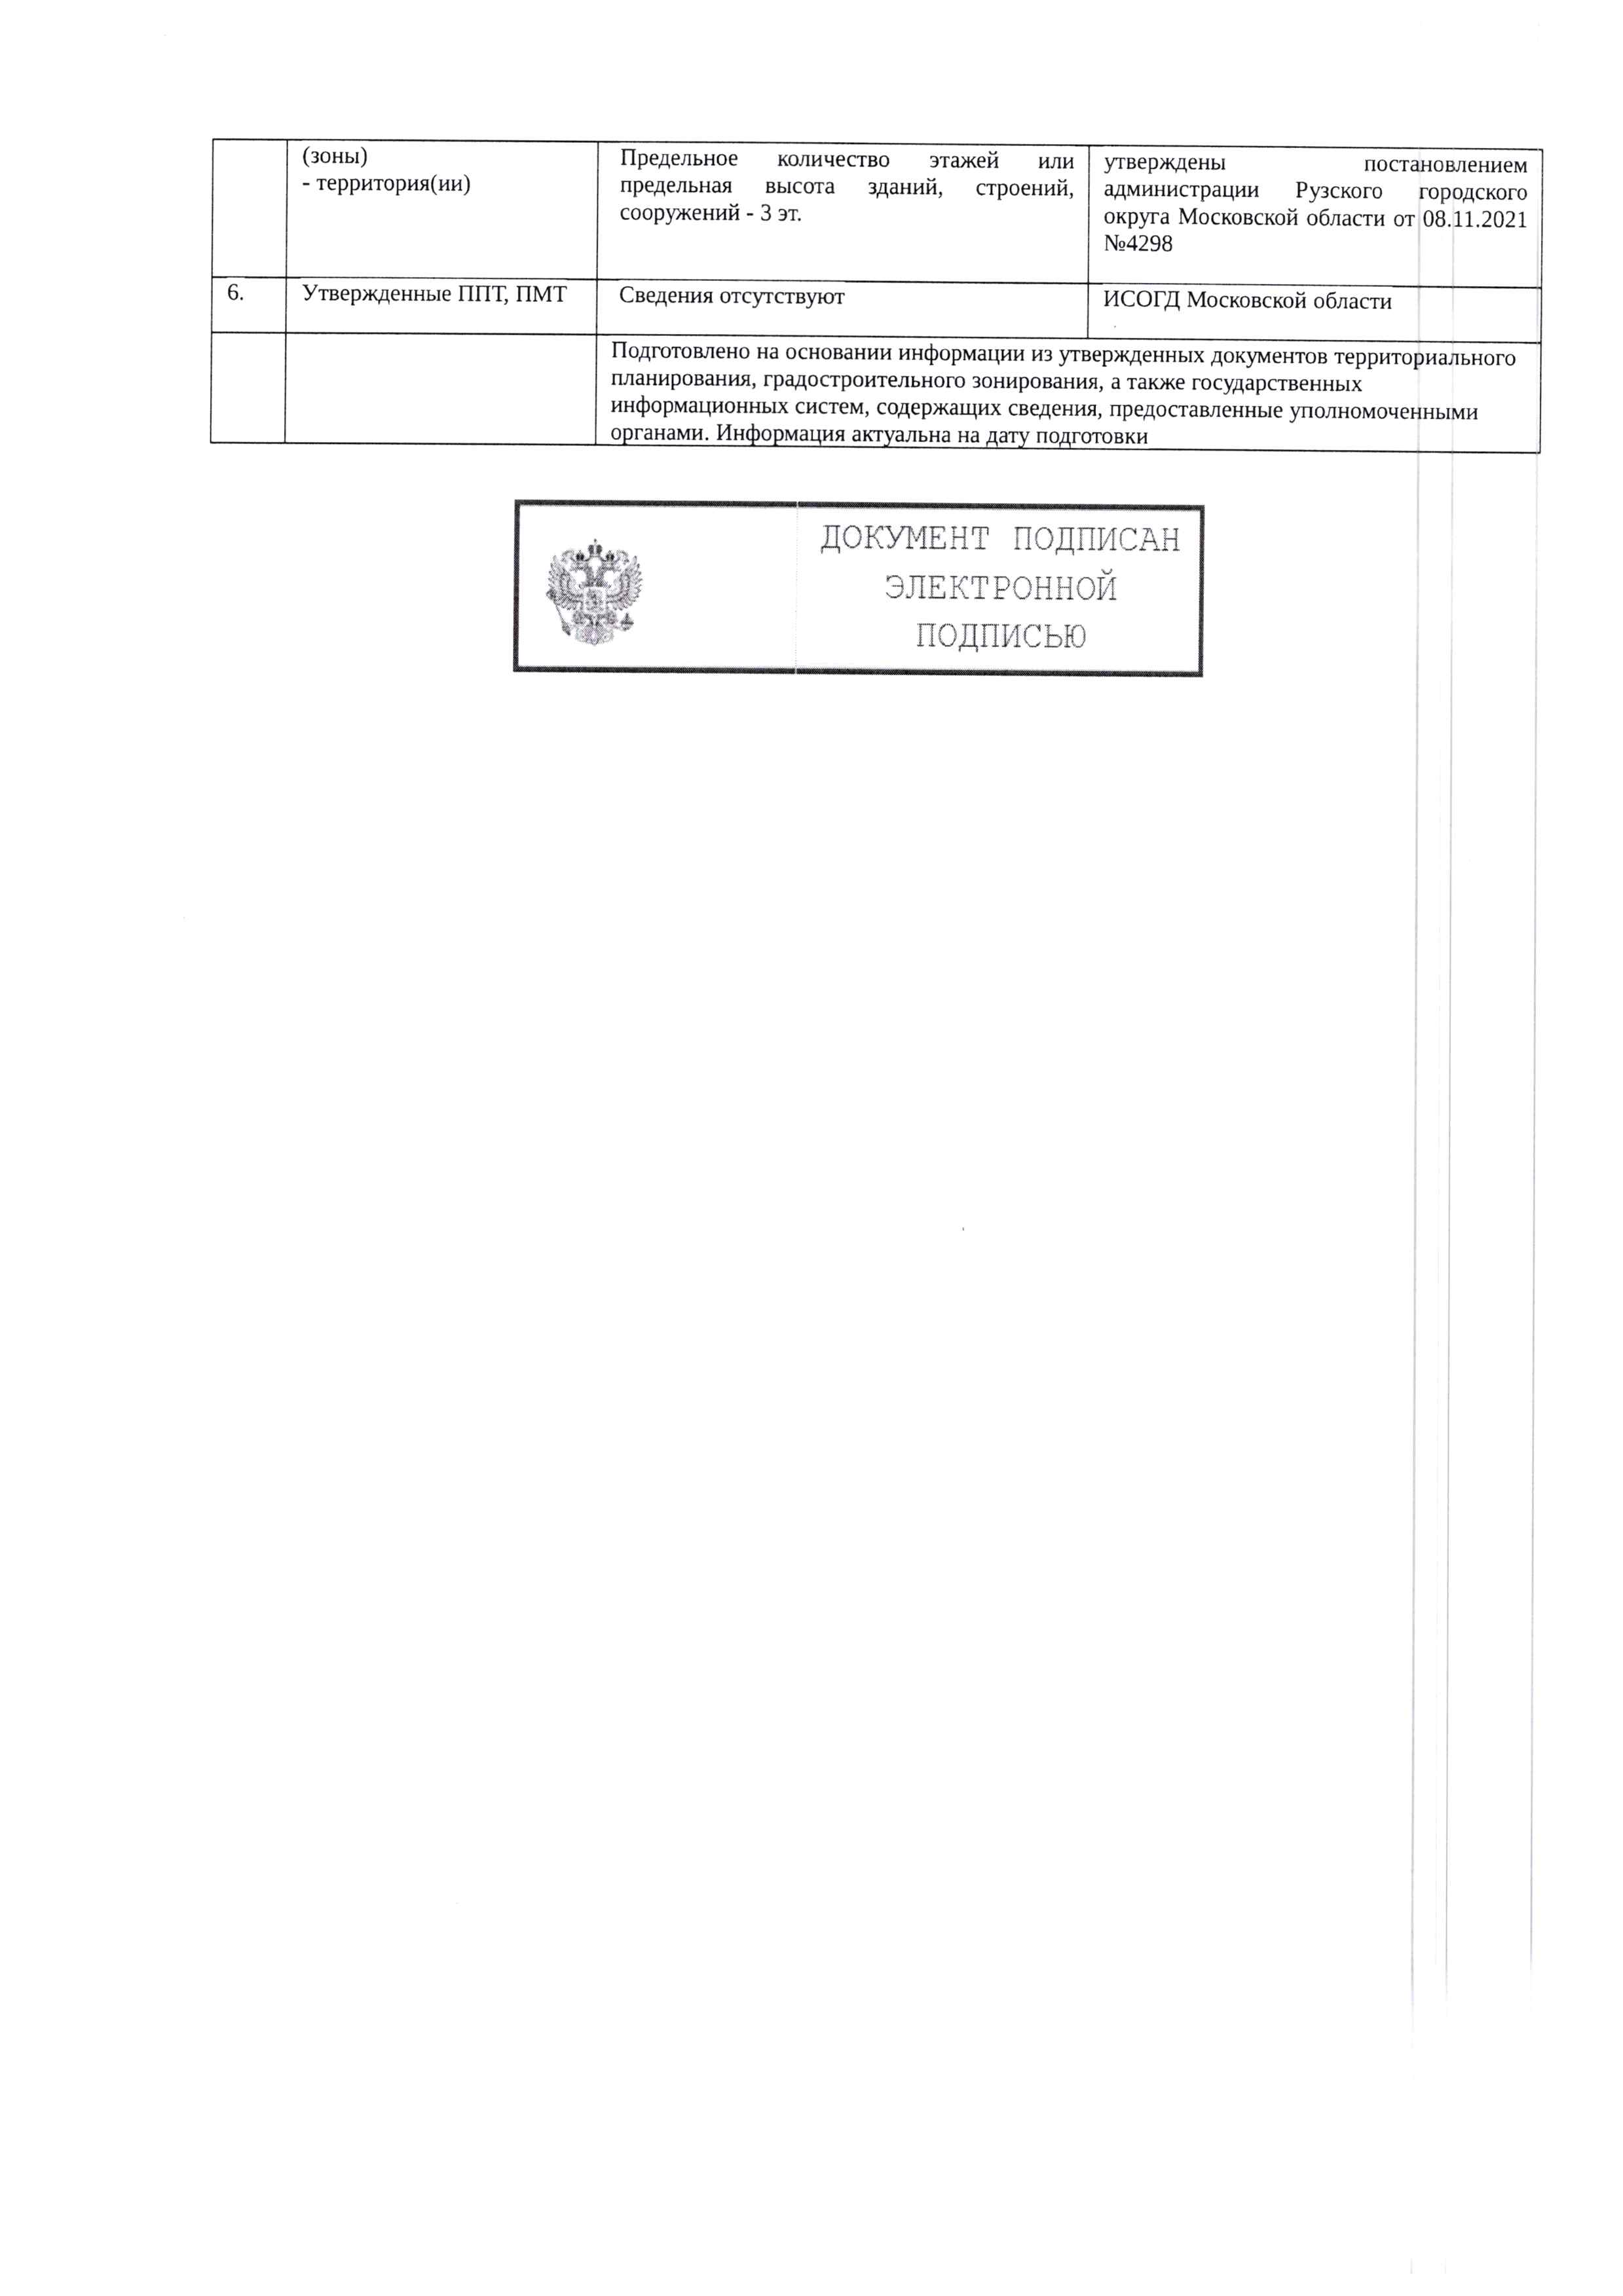 (зоны)
- территория(ии)
Предельное количество этажей или
предельная высота зданий, строений,
сооружений - 3 эт.
утверждены постановлением
администрации Рузского городского
округа Московской области от 08.11.2021
№4298
6.
Утвержденные ППТ, ПМТ
Сведения отсутствуют
ИСОГД Московской области
Подготовлено на основании информации из утвержденных документов территориального
планирования, градостроительного зонирования, а также государственных
информационных систем, содержащих сведения, предоставленные уполномоченными
органами. Информация актуальна на дату подготовки
ДОКУМЕНТ ПОДПИСАН
ЭЛЕКТРОННОЙ
ПОДПИСЬЮ